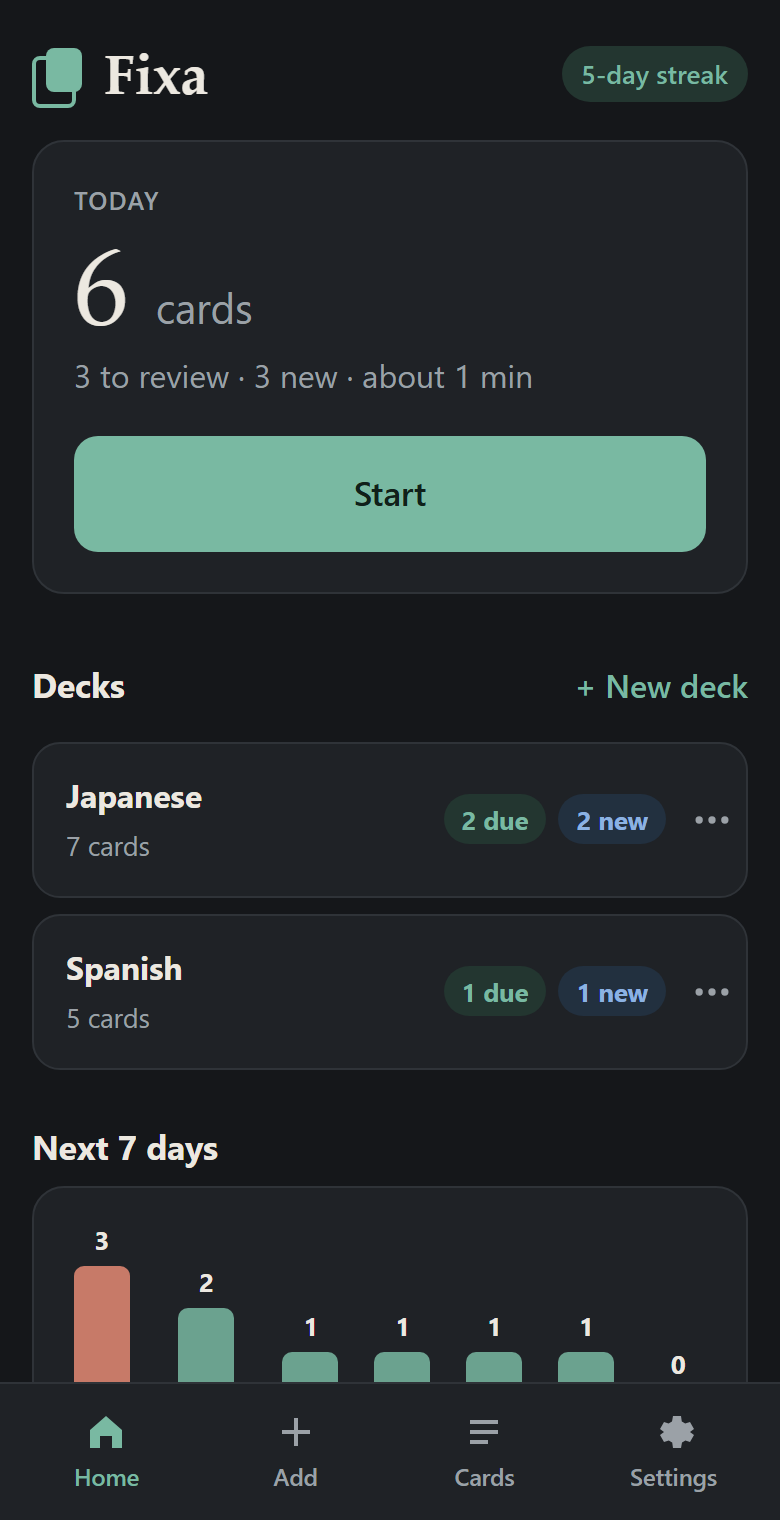 Fixa
5-day streak
TODAY
6 cards
3 to review · 3 new · about 1 min
Start
Decks
+ New deck
Japanese
7 cards
2 due
2 new
Spanish
5 cards
1 due
1 new
Next 7 days
3
2
1
1
1
1
0
Home
Add
Cards
Settings